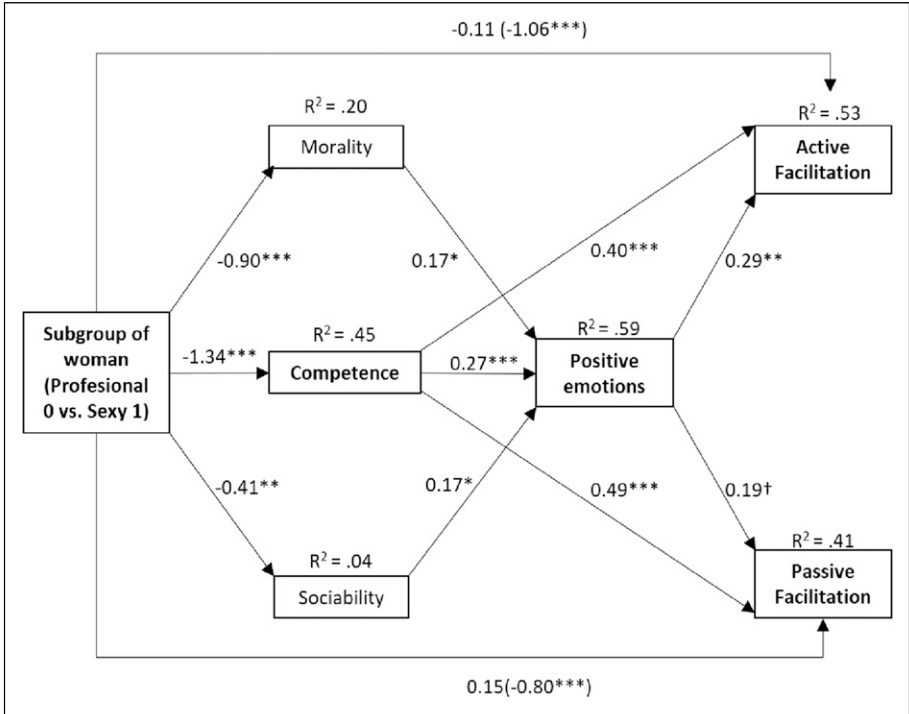 -0.11 (-1.06***)
R² = .20
Morality
R² = .53
Active
Facilitation
-0.90***
0.17*
0.40***
0.29**
Subgroup of
woman
(Profesional
0 vs. Sexy 1)
-1.34***
R² = .45
Competence
0.27***
R² = .59
Positive
emotions
-0.41**
0.17*
0.49***
0.19†
R² = .04
Sociability
R² = .41
Passive
Facilitation
0.15(-0.80***)